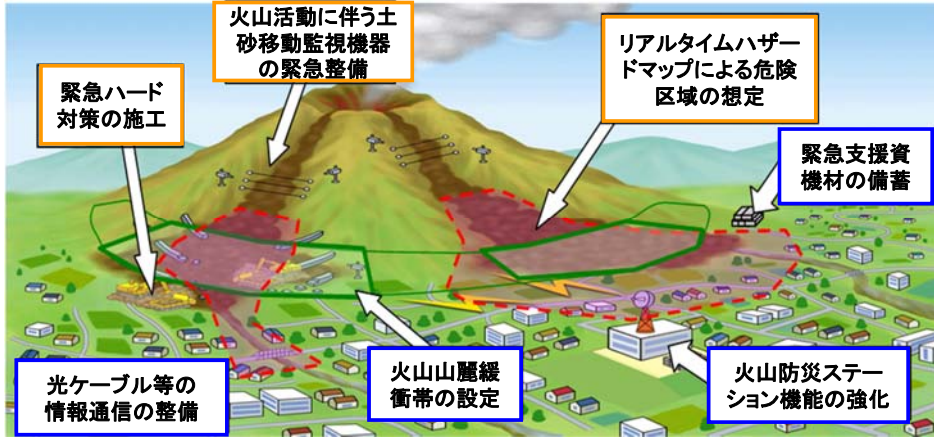 火山活動に伴う土
砂移動監視機器
の緊急整備
リアルタイムハザー
ドマップによる危険
区域の想定
緊急ハード
対策の施工
緊急支援資
機材の備蓄
光ケーブル等の
情報通信の整備
火山山麓緩
衝帯の設定
火山防災ステー
ション機能の強化